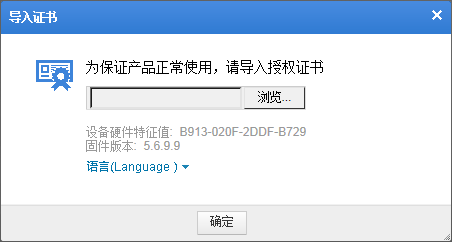 导入证书
为保证产品正常使用，请导入授权证书
浏览...
设备硬件特征值: B913-020F-2DDF-B729
固件版本: 5.6.9.9
语言(Language )
确定